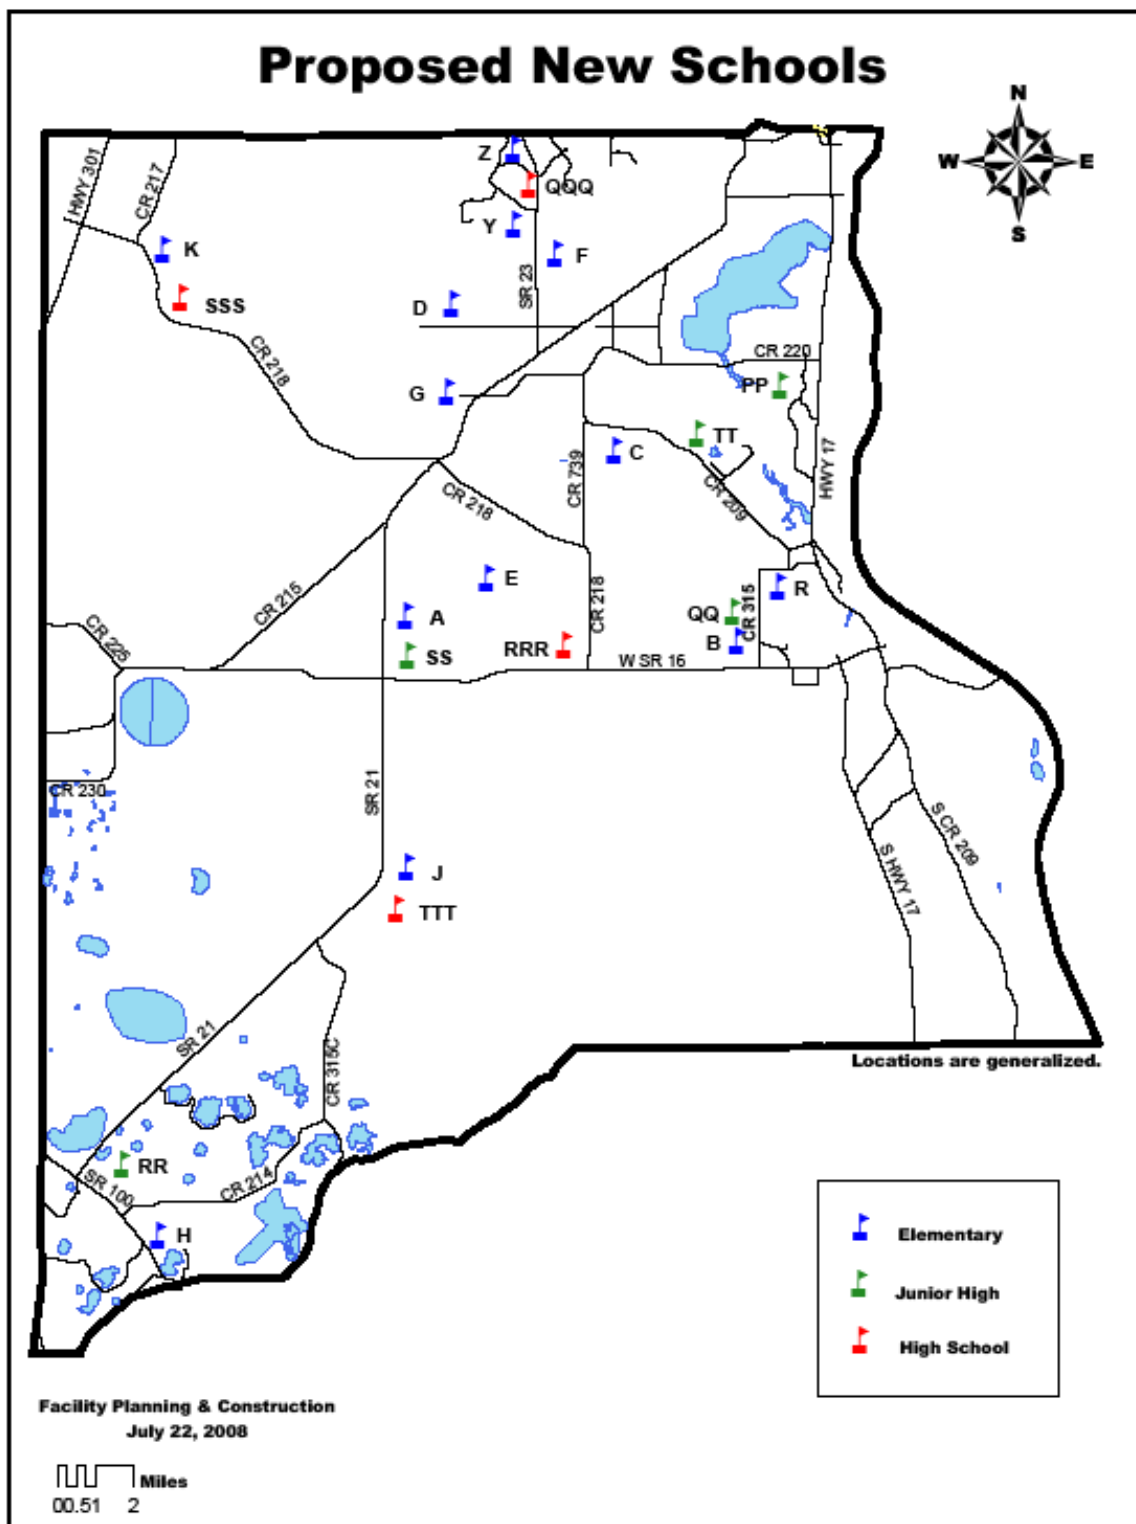 Proposed New Schools
N
W
E
S
HWY 301
CR 217
Z
QQQ
Y
F
K
SSS
SR 23
D
CR 218
CR 220
G
PP
TT
C
CR 739
HWY 17
CR 218
CR 209
E
CR 215
R
CR 218
CR 315
QQ
A
B
CR 225
SS
RRR
W SR 16
SR 21
CR 230
J
S CR 209
S HWY 17
TTT
SR 21
CR 315C
Locations are generalized.
RR
SR 100
CR 214
H
Elementary
Junior High
High School
Facility Planning & Construction
July 22, 2008
Miles
00.51 2